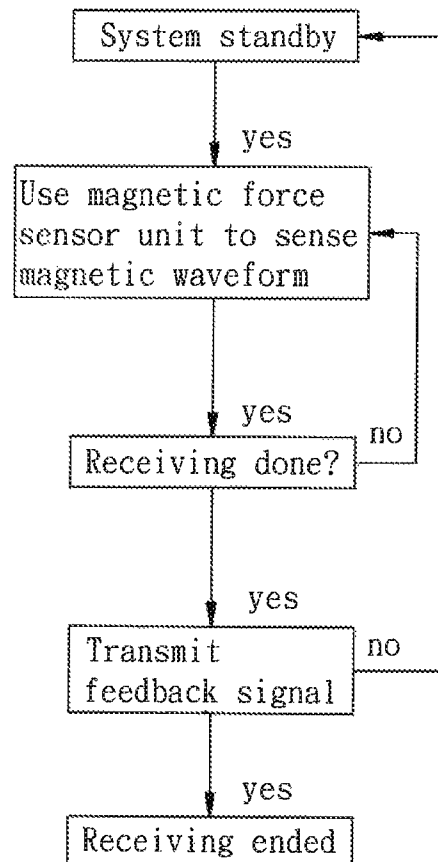 System standby
yes
Use magnetic force
sensor unit to sense
magnetic waveform
yes
no
Receiving done?
yes
Transmit
feedback signal
no
yes
Receiving ended